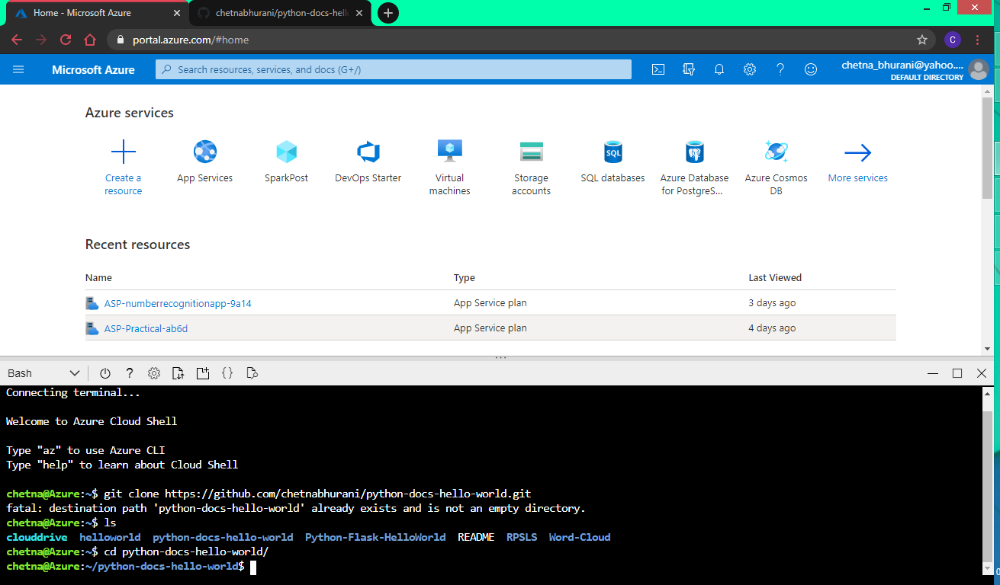 Home - Microsoft Azure
chetnabhurani/python-docs-hell
portal.azure.com/#home
C
Microsoft Azure
Search resources, services, and docs (G+/)
chetna_bhurani@yahoo....
DEFAULT DIRECTORY
Azure services
Create a resource
App Services
SparkPost
DevOps Starter
Virtual machines
Storage accounts
SQL
SQL databases
Azure Database for PostgreS...
Azure Cosmos DB
More services
Recent resources
Name Type Last Viewed
ASP-numberrecognitionapp-9a14 App Service plan 3 days ago
ASP-Practical-ab6d App Service plan 4 days ago
Bash
Connecting terminal...
Welcome to Azure Cloud Shell
Type "az" to use Azure CLI
Type "help" to learn about Cloud Shell
chetna@Azure:~$ git clone https://github.com/chetnabhurani/python-docs-hello-world.git
fatal: destination path 'python-docs-hello-world' already exists and is not an empty directory.
chetna@Azure:~$ ls
clouddrive helloworld python-docs-hello-world Python-Flask-HelloWorld README RPSLS Word-Cloud
chetna@Azure:~$ cd python-docs-hello-world/
chetna@Azure:~/python-docs-hello-world$